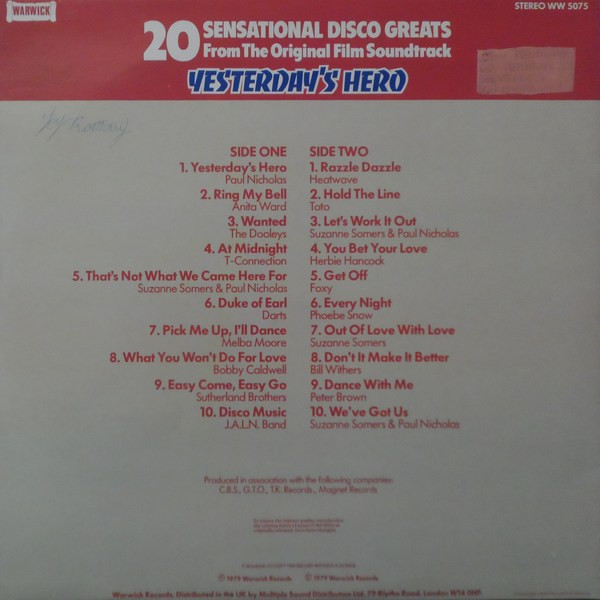 WARWICK
STEREO WW 5075
20 SENSATIONAL DISCO GREATS
From The Original Film Soundtrack
YESTERDAY'S HERO
SIDE ONE
1. Yesterday's Hero
Paul Nicholas
2. Ring My Bell
Anita Ward
3. Wanted
The Dooleys
4. At Midnight
T-Connection
5. That's Not What We Came Here For
Suzanne Somers & Paul Nicholas
6. Duke of Earl
Darts
7. Pick Me Up, I'll Dance
Melba Moore
8. What You Won't Do For Love
Bobby Caldwell
9. Easy Come, Easy Go
Sutherland Brothers
10. Disco Music
J.A.L.N. Band
SIDE TWO
1. Razzle Dazzle
Heatwave
2. Hold The Line
Toto
3. Let's Work It Out
Suzanne Somers & Paul Nicholas
4. You Bet Your Love
Herbie Hancock
5. Get Off
Foxy
6. Every Night
Phoebe Snow
7. Out Of Love With Love
Suzanne Somers
8. Don't It Make It Better
Bill Withers
9. Dance With Me
Peter Brown
10. We've Got Us
Suzanne Somers & Paul Nicholas
Produced in association with the following companies:
C.B.S., G.T.O., T.K. Records, Magnet Records
℗ 1979 Warwick Records © 1979 Warwick Records
Warwick Records. Distributed in the UK by Multiple Sound Distributors Ltd. 79 Blythe Road, London W14 0HP.